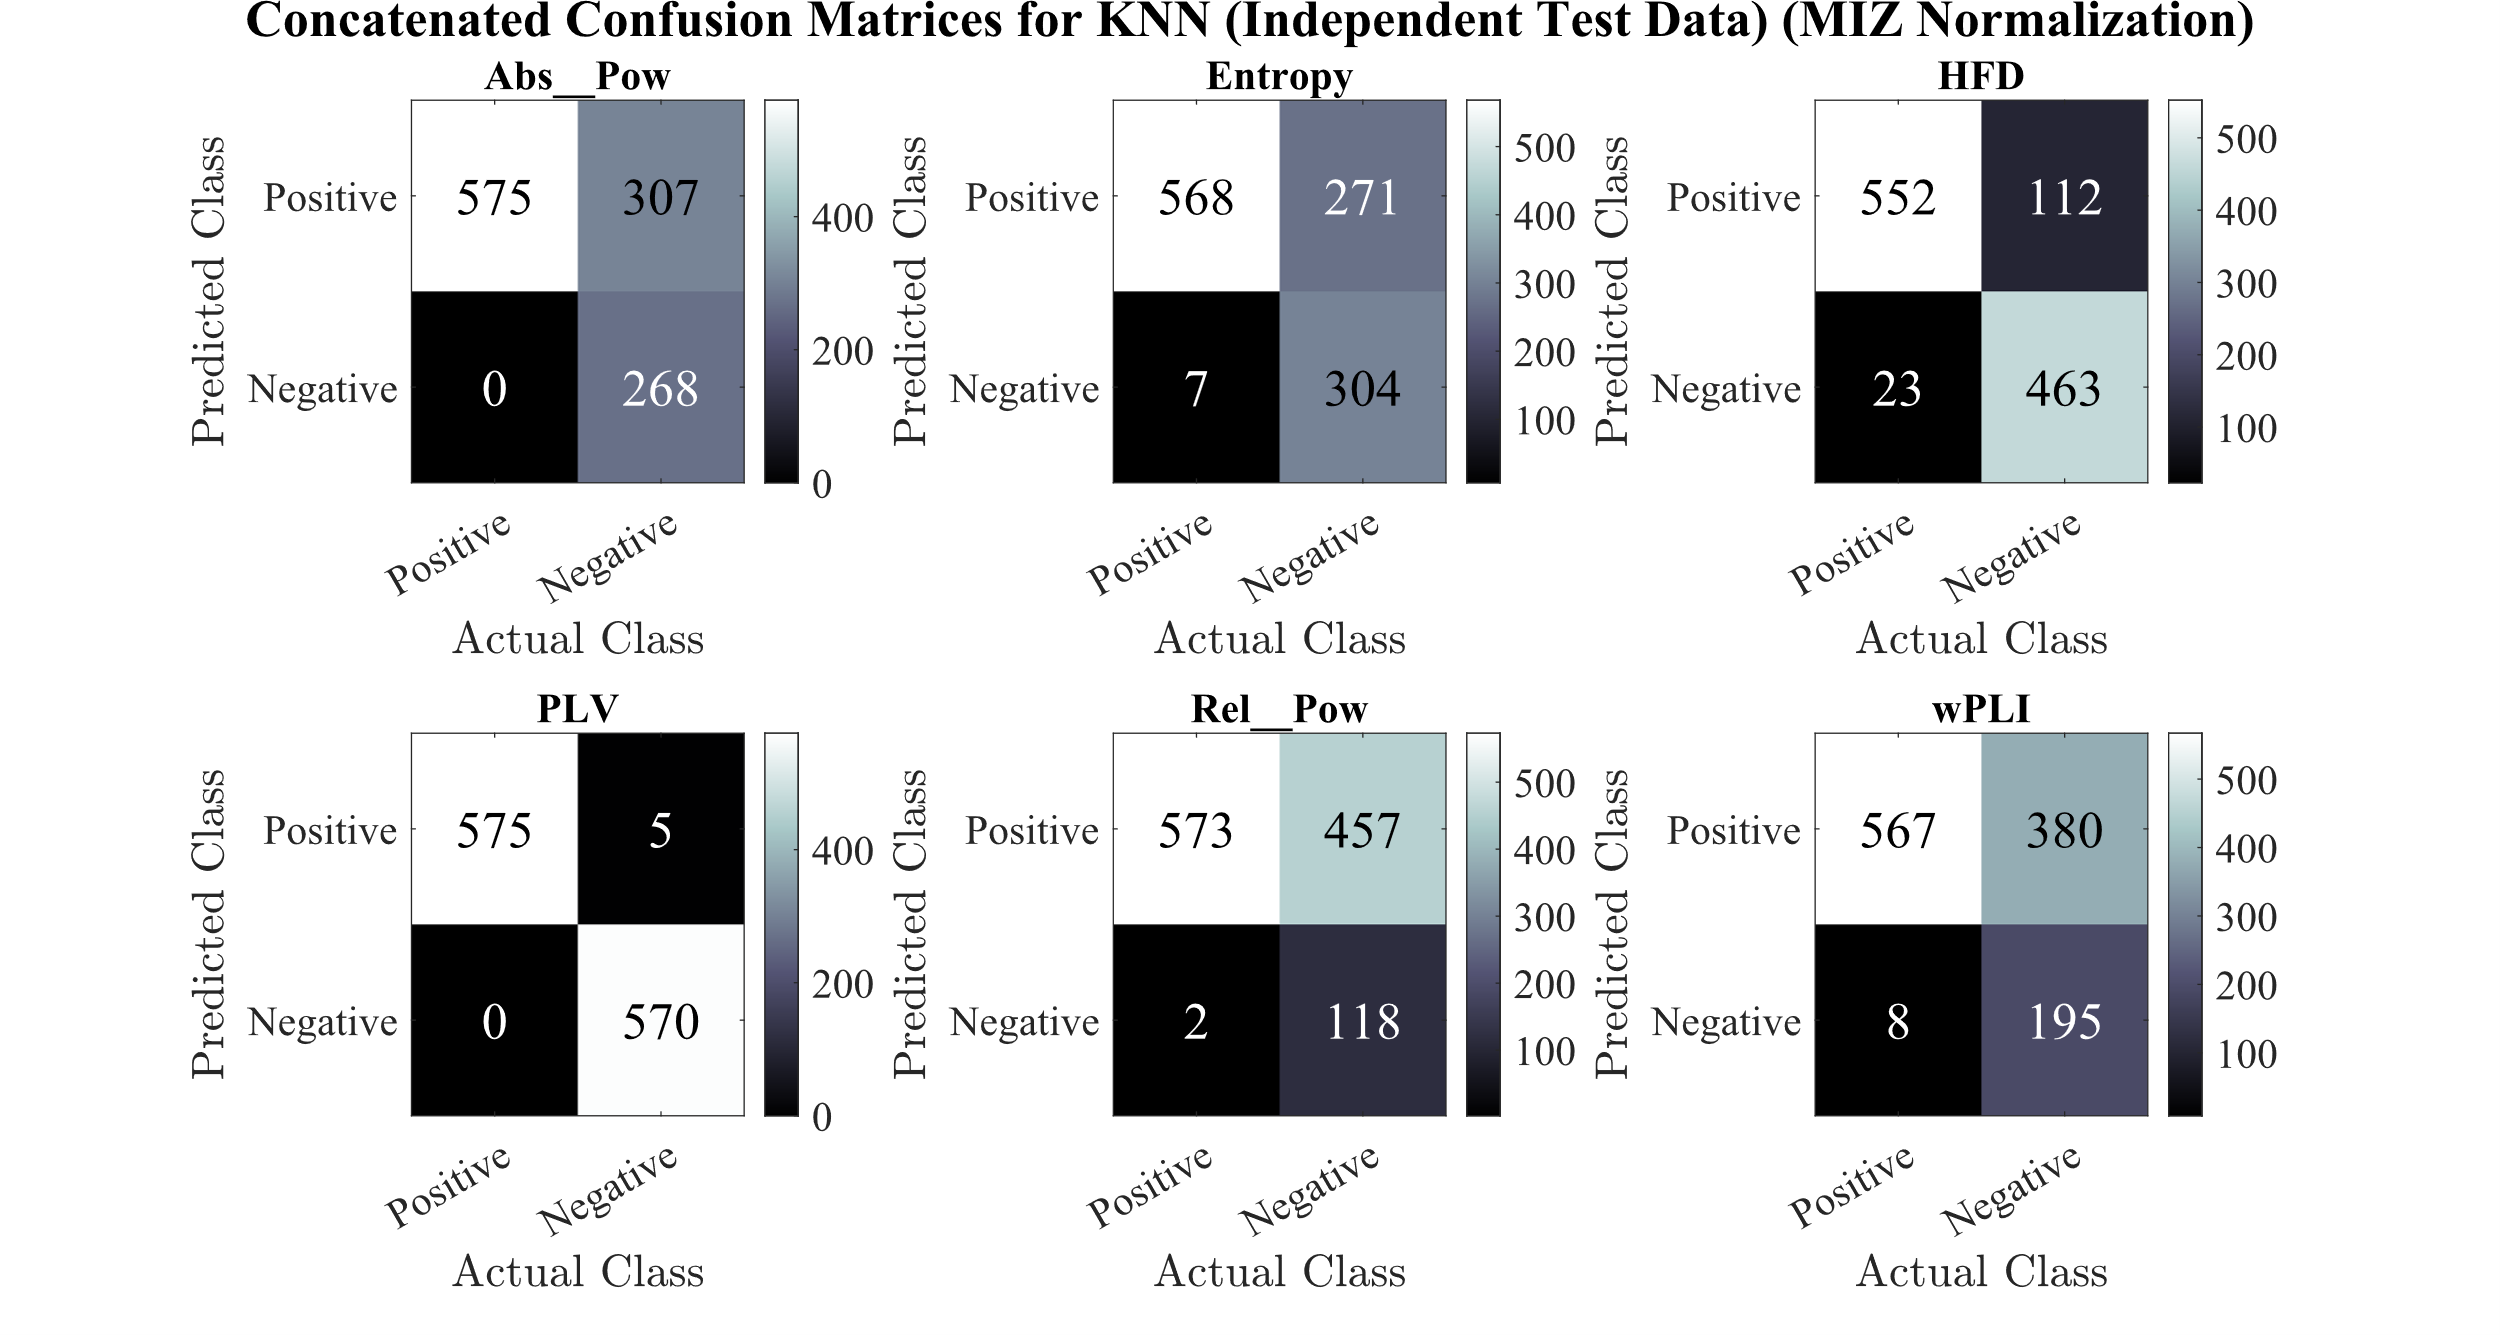 Concatenated Confusion Matrices for KNN (Independent Test Data) (MIZ Normalization)
Abs__Pow
Predicted Class
Positive
Negative
575
307
0
268
400
200
0
Positive
Negative
Actual Class
Entropy
Predicted Class
Positive
Negative
568
271
7
304
500
400
300
200
100
Positive
Negative
Actual Class
HFD
Predicted Class
Positive
Negative
552
112
23
463
500
400
300
200
100
Positive
Negative
Actual Class
PLV
Predicted Class
Positive
Negative
575
5
0
570
400
200
0
Positive
Negative
Actual Class
Rel__Pow
Predicted Class
Positive
Negative
573
457
2
118
500
400
300
200
100
Positive
Negative
Actual Class
wPLI
Predicted Class
Positive
Negative
567
380
8
195
500
400
300
200
100
Positive
Negative
Actual Class